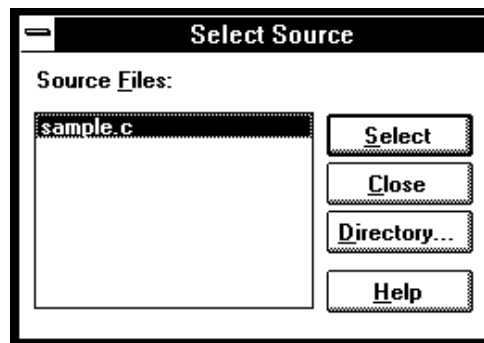 Select Source
Source Files:
sample.c
Select
Close
Directory...
Help